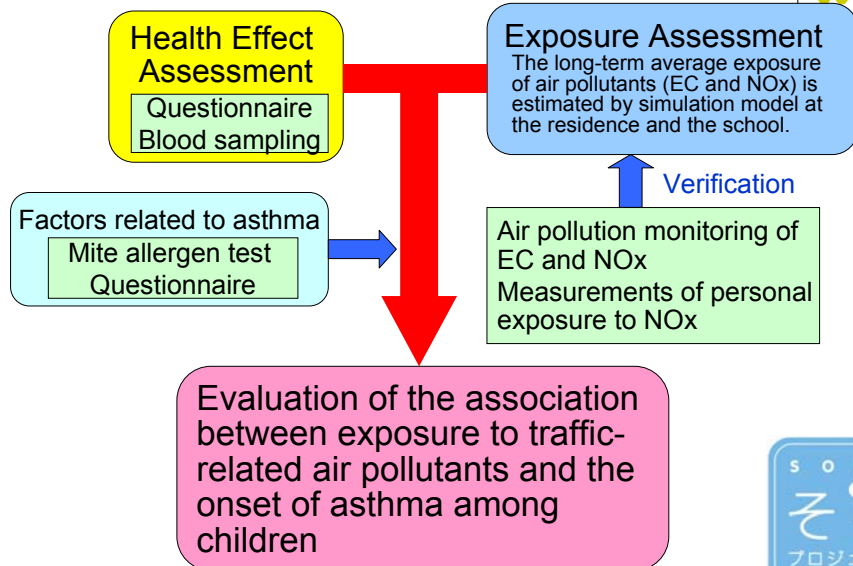 Health Effect
Assessment
Questionnaire
Blood sampling
Exposure Assessment
The long-term average exposure
of air pollutants (EC and NOx) is
estimated by simulation model at
the residence and the school.
Verification
Factors related to asthma
Mite allergen test
Questionnaire
Air pollution monitoring of
EC and NOx
Measurements of personal
exposure to NOx
Evaluation of the association
between exposure to traffic-
related air pollutants and the
onset of asthma among
children
S O
そ
プロジ